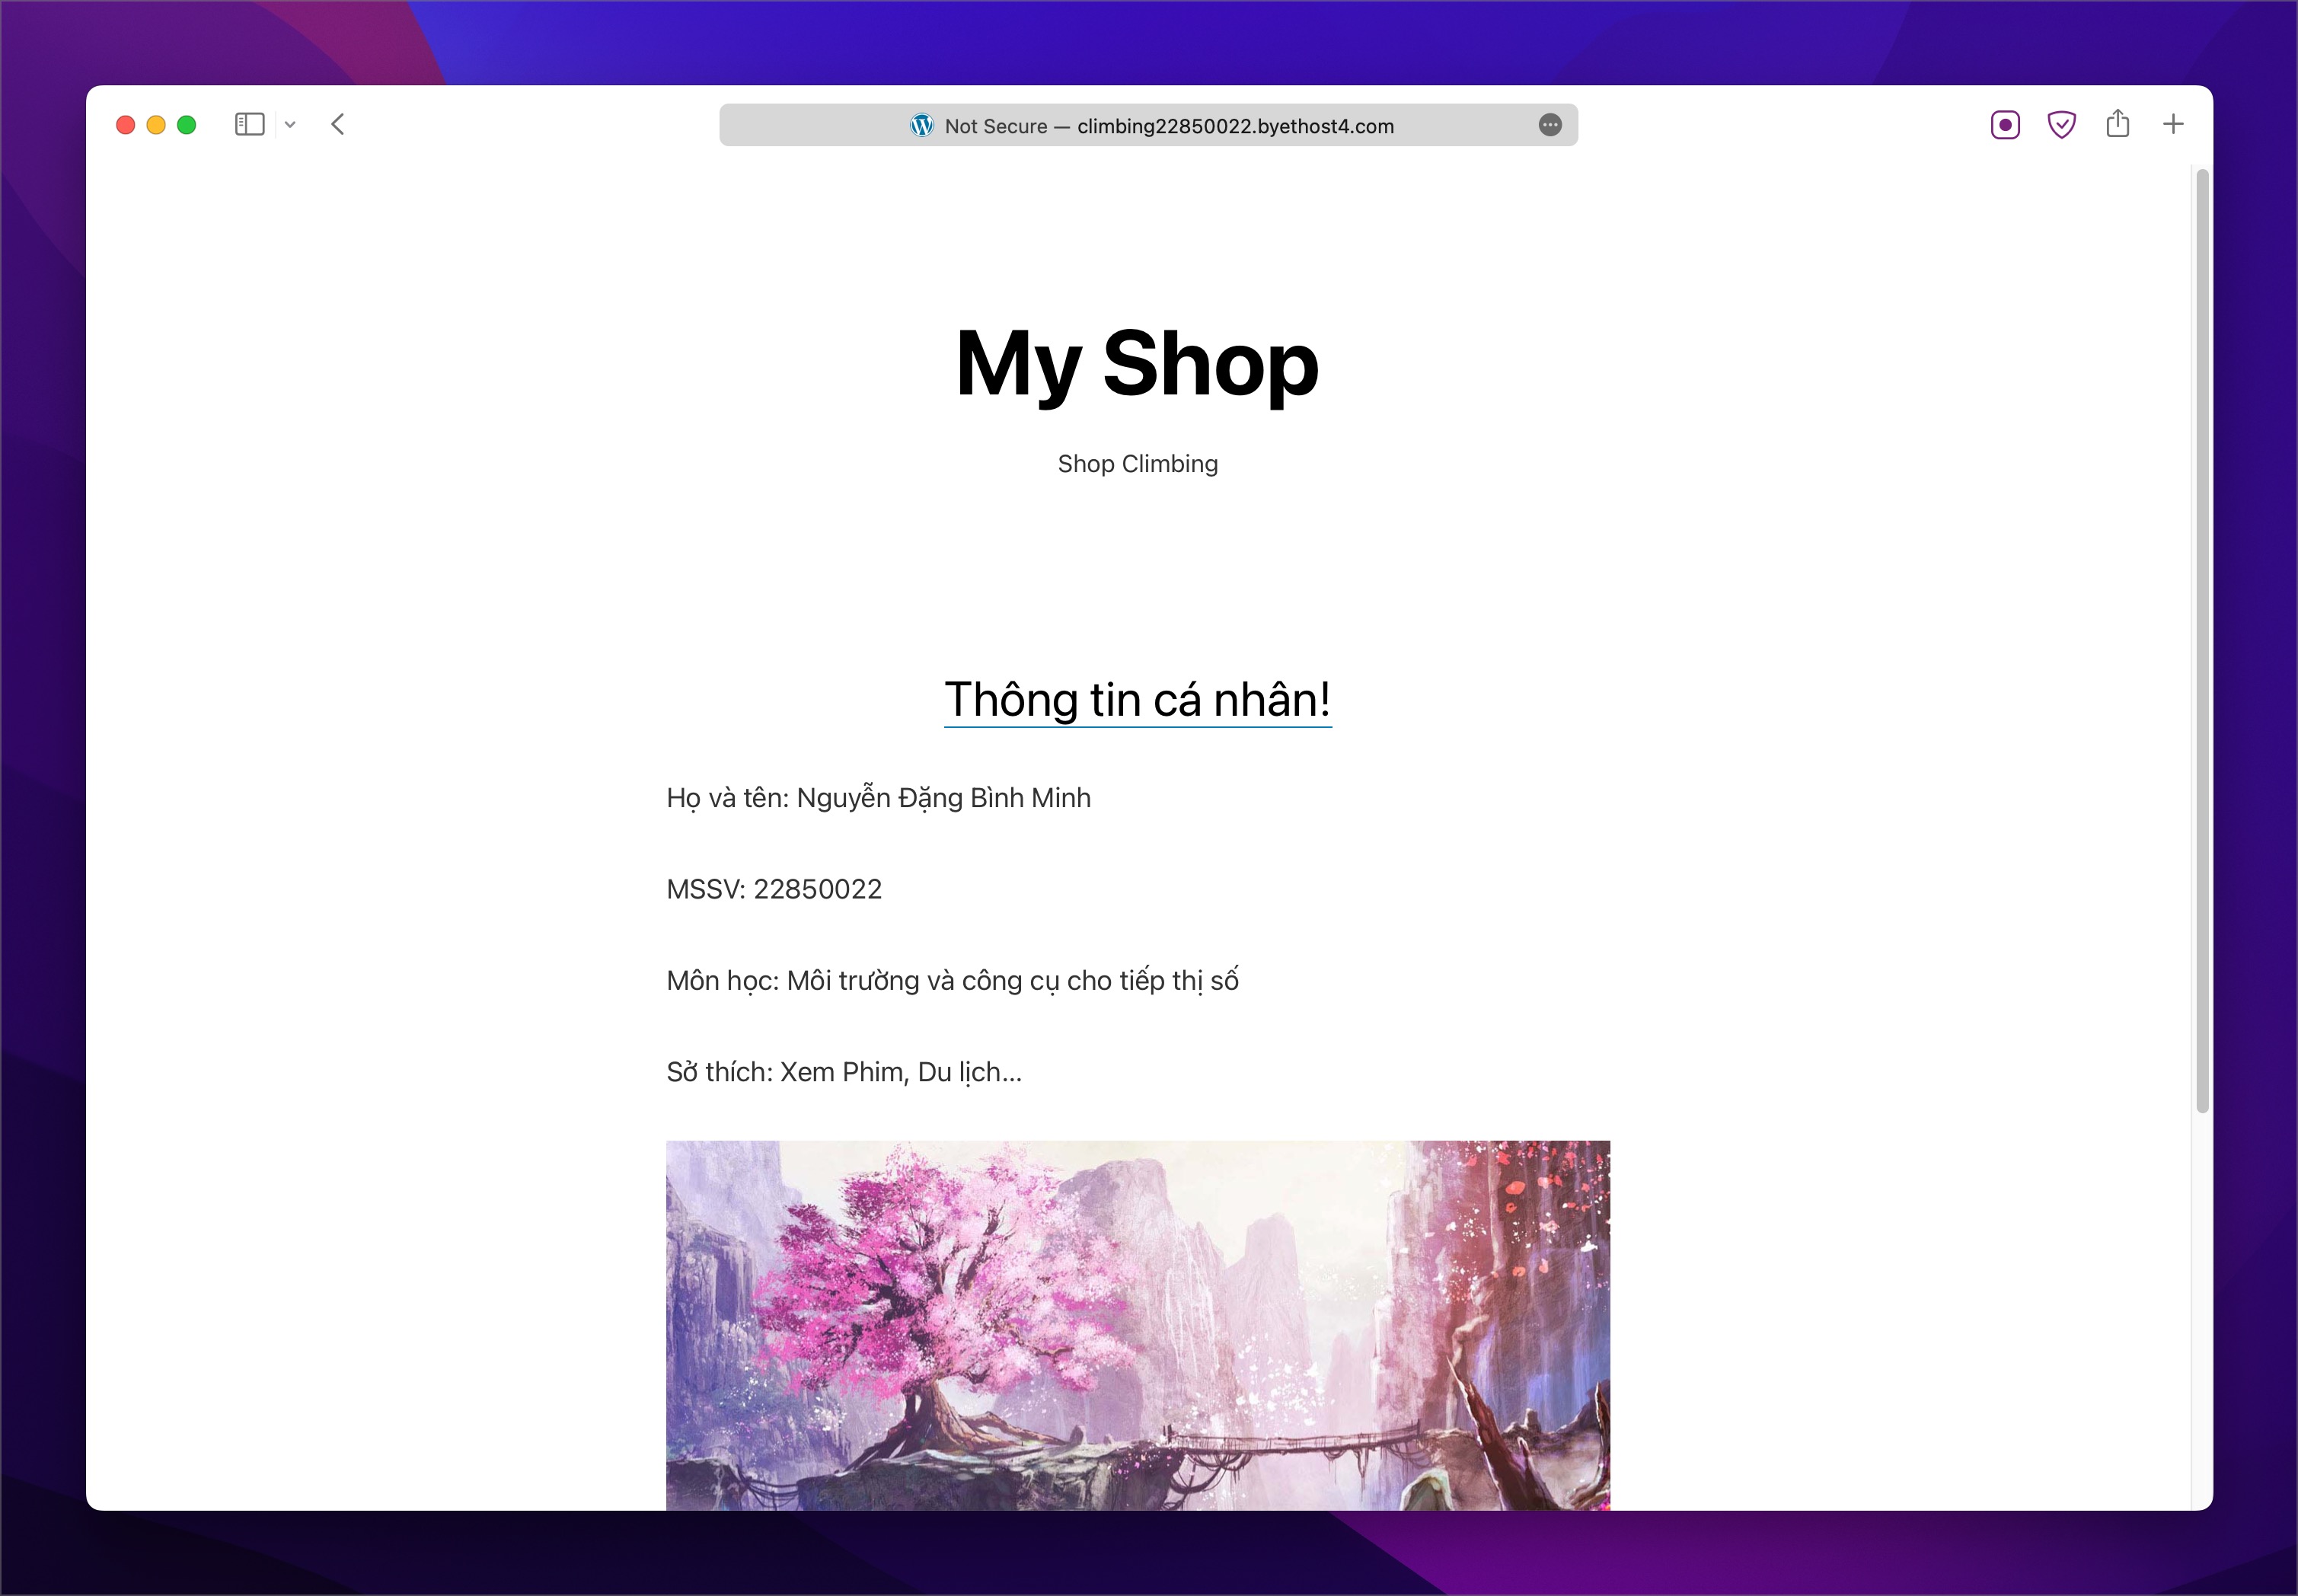 Not Secure — climbing22850022.byethost4.com
My Shop
Shop Climbing
Thông tin cá nhân!
Họ và tên: Nguyễn Đặng Bình Minh
MSSV: 22850022
Môn học: Môi trường và công cụ cho tiếp thị số
Sở thích: Xem Phim, Du lịch...